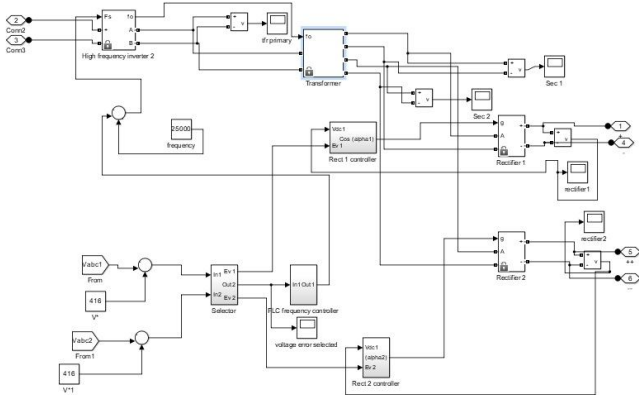 2
Conn2
3
Conn3
Fs
fo
+
A
-
B
High frequency inverter 2
+
-
v
tfr primary
fo
Transformer
+
-
v
Sec 1
+
-
v
Sec 2
25000
frequency
Vdc1
Cos (alpha1)
Ev 1
Rect 1 controller
g
+
A
B
-
Rectifier 1
+
-
v
1
+
4
-
rectifier1
rectifier2
g
+
A
B
-
Rectifier 2
+
-
v
5
++
6
--
Vabc1
From
416
V*
Vabc2
From1
416
V*1
In1
Ev 1
Out2
In2
Ev 2
Selector
In1 Out1
PLC frequency controller
voltage error selected
Vdc1
(alpha2)
Ev 2
Rect 2 controller